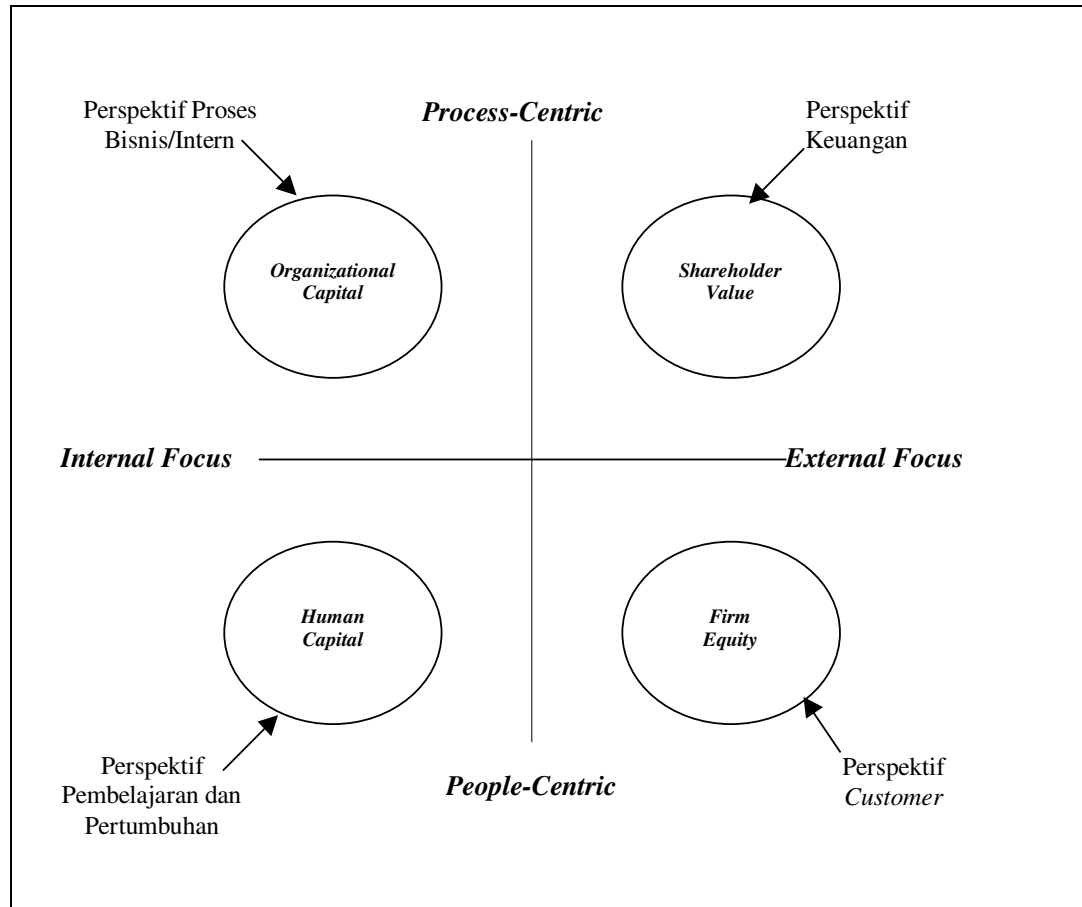 Perspektif Proses
Bisnis/Intern
Process-Centric
Perspektif
Keuangan
Organizational
Capital
Shareholder
Value
Internal Focus
External Focus
Human
Capital
Firm
Equity
Perspektif
Pembelajaran dan
Pertumbuhan
People-Centric
Perspektif
Customer